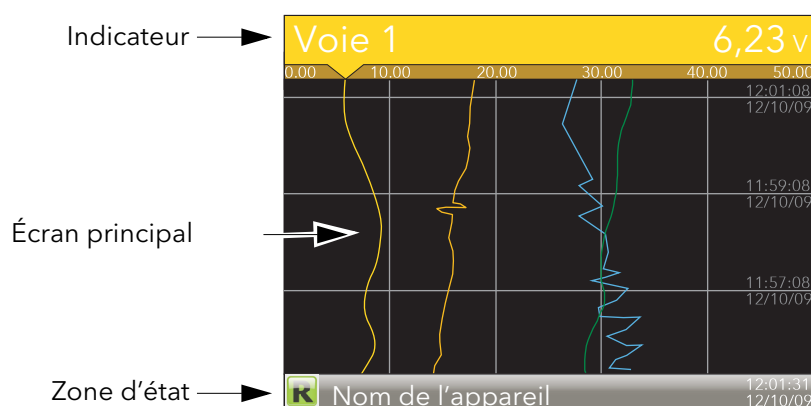 Indicateur
Voie 1 6,23 V
0.00 10.00 20.00 30.00 40.00 50.00
12:01:08
12/10/09
11:59:08
12/10/09
Écran principal
11:57:08
12/10/09
Zone d'état
R Nom de l'appareil
12:01:31
12/10/09